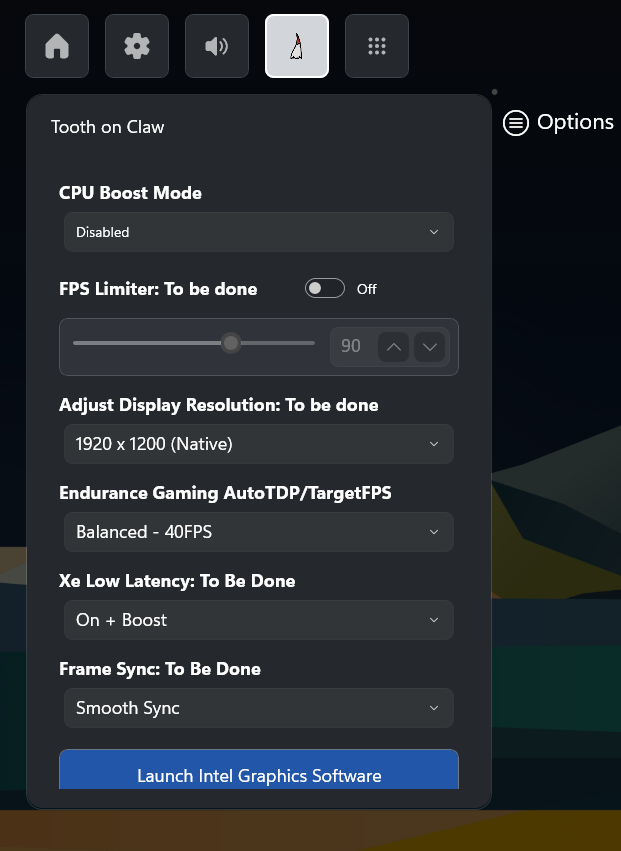 Options
Tooth on Claw
CPU Boost Mode
Disabled
FPS Limiter: To be done
Off
90
Adjust Display Resolution: To be done
1920 x 1200 (Native)
Endurance Gaming AutoTDP/TargetFPS
Balanced - 40FPS
Xe Low Latency: To Be Done
On + Boost
Frame Sync: To Be Done
Smooth Sync
Launch Intel Graphics Software